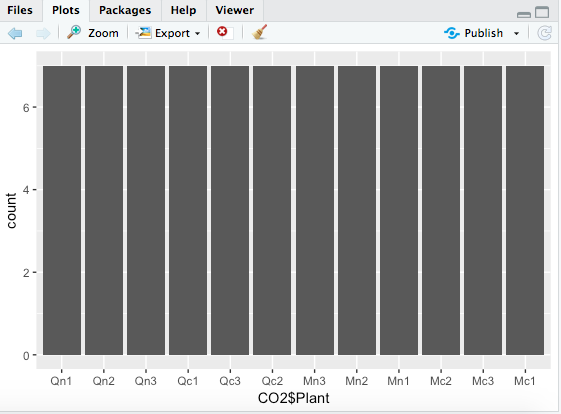 Files Plots Packages Help Viewer
Zoom Export Publish
6
4
2
0
count
Qn1 Qn2 Qn3 Qc1 Qc3 Qc2 Mn3 Mn2 Mn1 Mc2 Mc3 Mc1
CO2$Plant